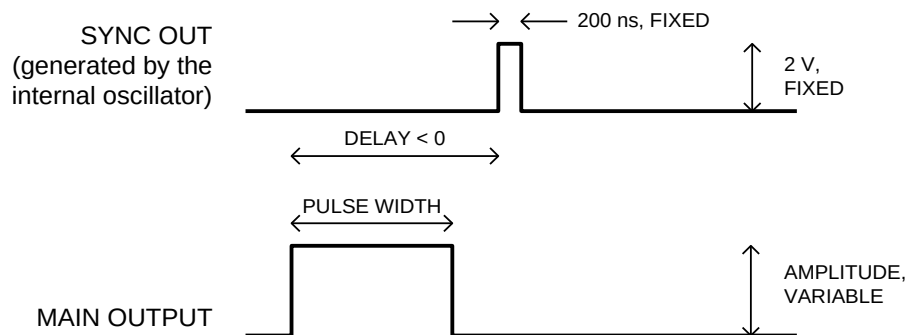 200 ns, FIXED
SYNC OUT
(generated by the
internal oscillator)
2 V,
FIXED
DELAY < 0
PULSE WIDTH
AMPLITUDE,
VARIABLE
MAIN OUTPUT